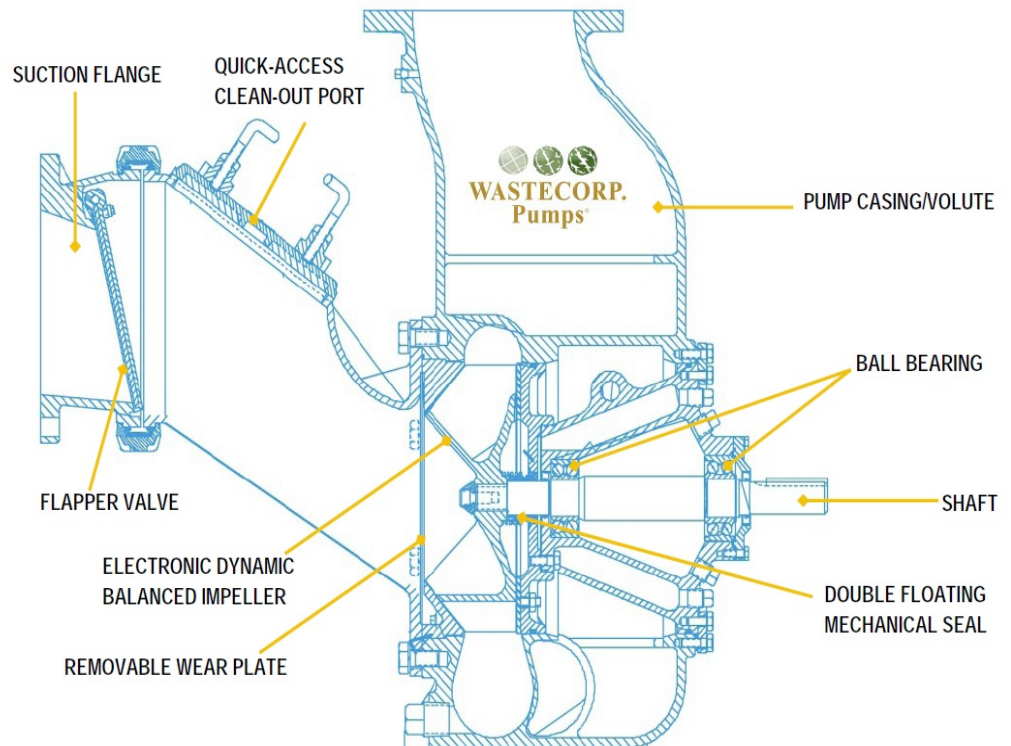 SUCTION FLANGE
QUICK-ACCESS
CLEAN-OUT PORT
WASTECORP.
Pumps®
PUMP CASING/VOLUTE
BALL BEARING
FLAPPER VALVE
SHAFT
ELECTRONIC DYNAMIC
BALANCED IMPELLER
DOUBLE FLOATING
MECHANICAL SEAL
REMOVABLE WEAR PLATE